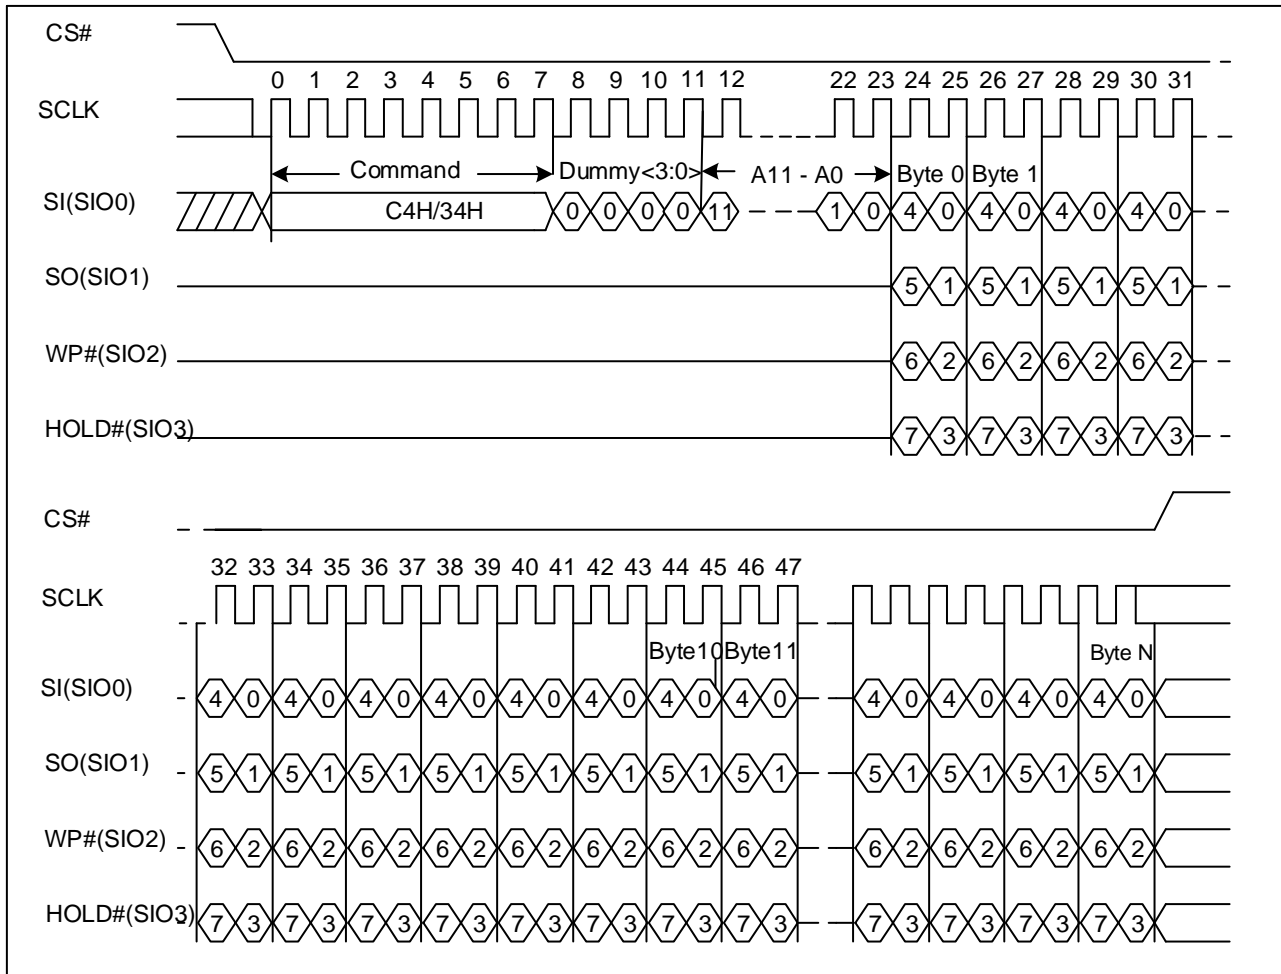 CS#
0 1 2 3 4 5 6 7 8 9 10 11 12 22 23 24 25 26 27 28 29 30 31
SCLK
Command Dummy<3:0> A11 - A0 Byte 0 Byte 1
SI(SIO0) C4H/34H 0 0 0 0 11 1 0 4 0 4 0 4 0 4 0
SO(SIO1) 5 1 5 1 5 1 5 1
WP#(SIO2) 6 2 6 2 6 2 6 2
HOLD#(SIO3) 7 3 7 3 7 3 7 3
CS#
32 33 34 35 36 37 38 39 40 41 42 43 44 45 46 47
SCLK
Byte10 Byte11 Byte N
SI(SIO0) 4 0 4 0 4 0 4 0 4 0 4 0 4 0 4 0 4 0 4 0 4 0 4 0
SO(SIO1) 5 1 5 1 5 1 5 1 5 1 5 1 5 1 5 1 5 1 5 1 5 1 5 1
WP#(SIO2) 6 2 6 2 6 2 6 2 6 2 6 2 6 2 6 2 6 2 6 2 6 2 6 2
HOLD#(SIO3) 7 3 7 3 7 3 7 3 7 3 7 3 7 3 7 3 7 3 7 3 7 3 7 3